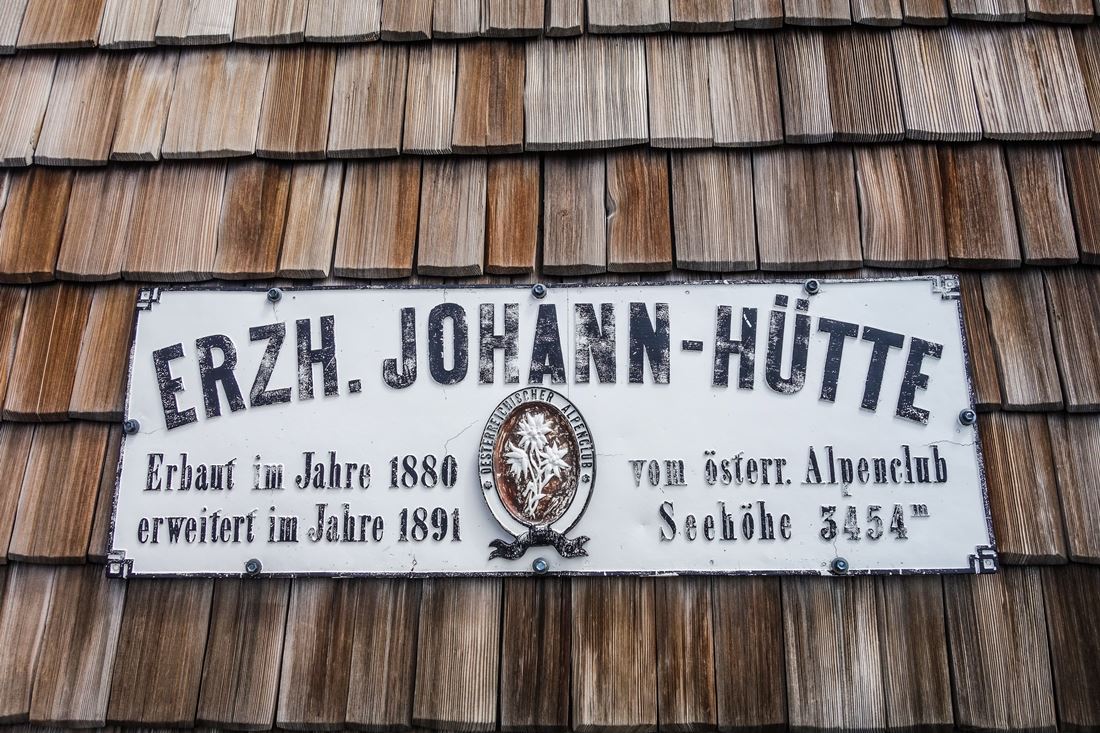 ERZH. JOHANN-HÜTTE
Erbaut im Jahre 1880
erweitert im Jahre 1891
OESTERREICHISCHER ALPENCLUB
vom österr. Alpenclub
Seehöhe 3454m